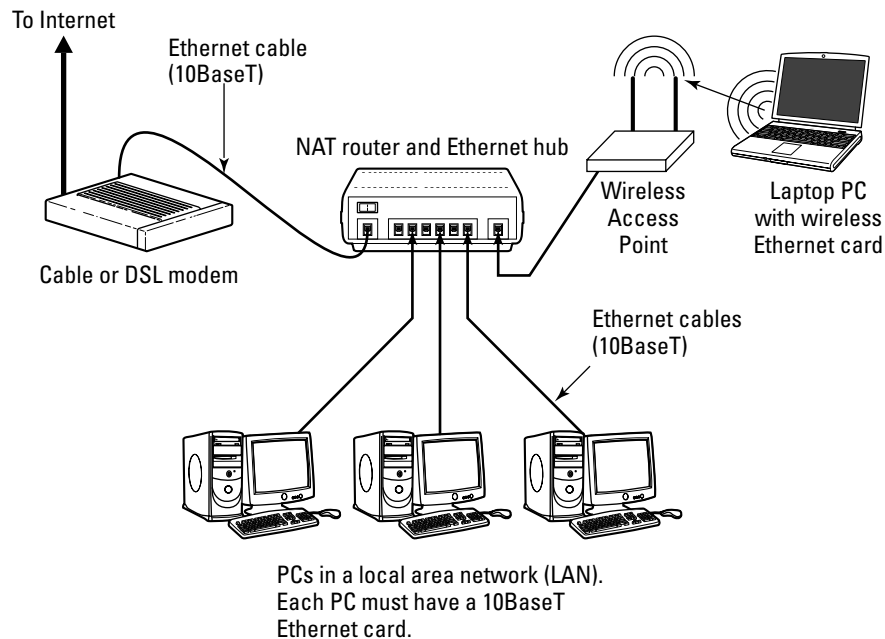 To Internet
Ethernet cable
(10BaseT)
NAT router and Ethernet hub
Cable or DSL modem
Wireless
Access
Point
Laptop PC
with wireless
Ethernet card
Ethernet cables
(10BaseT)
PCs in a local area network (LAN).
Each PC must have a 10BaseT
Ethernet card.